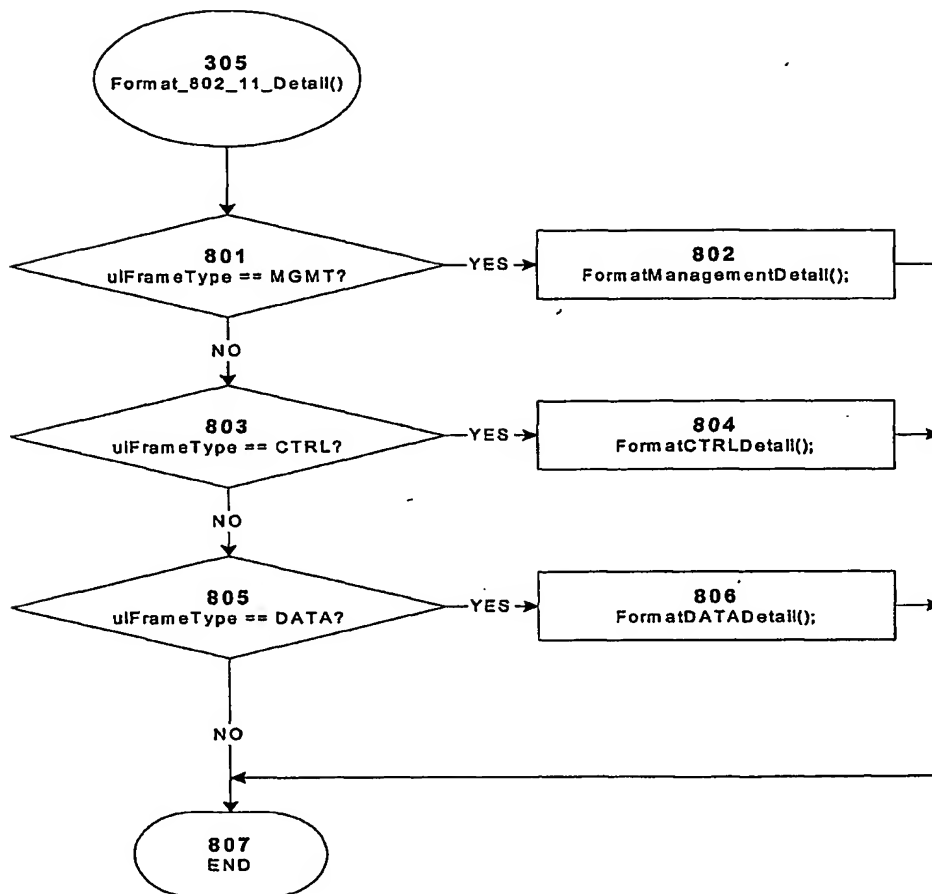 305
Format_802_11_Detail()
801
ulFrameType == MGMT?
YES
802
FormatManagementDetail();
NO
803
ulFrameType == CTRL?
YES
804
FormatCTRLDetail();
NO
805
ulFrameType == DATA?
YES
806
FormatDATADetail();
NO
807
END